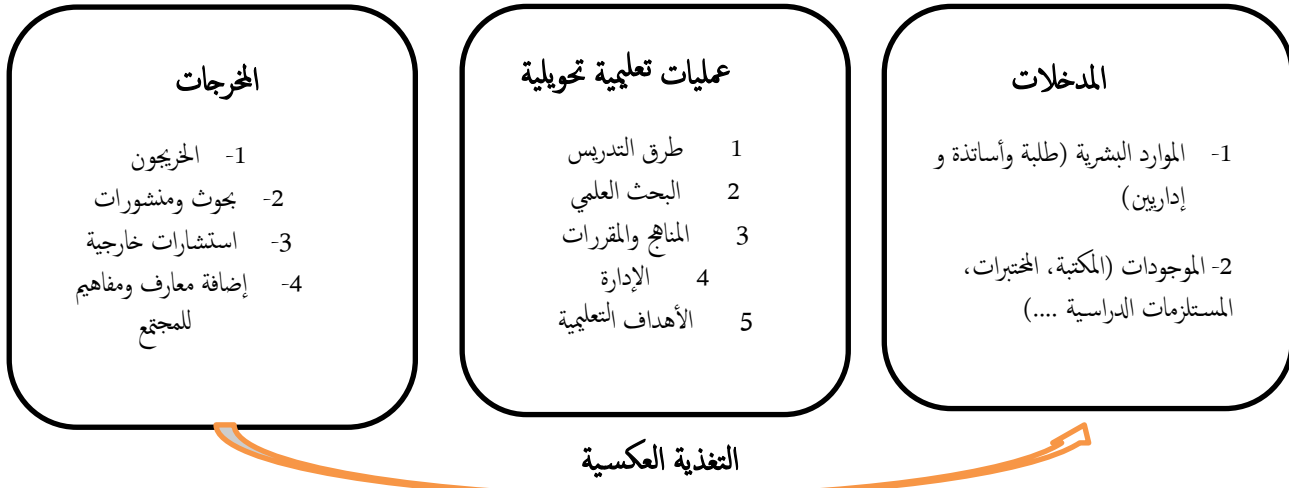 المدخلات
1- الموارد البشرية (طلبة وأساتذة و
إداريين)
2- الموجودات (المكتبة، المختبرات،
المستلزمات الدراسية ....)
عمليات تعليمية تحويلية
1 طرق التدريس
2 البحث العلمي
3 المناهج والمقررات
4 الإدارة
5 الأهداف التعليمية
المخرجات
1- الخريجون
2- بحوث ومنشورات
3- استشارات خارجية
4- إضافة معارف ومفاهيم
للمجتمع
التغذية العكسية